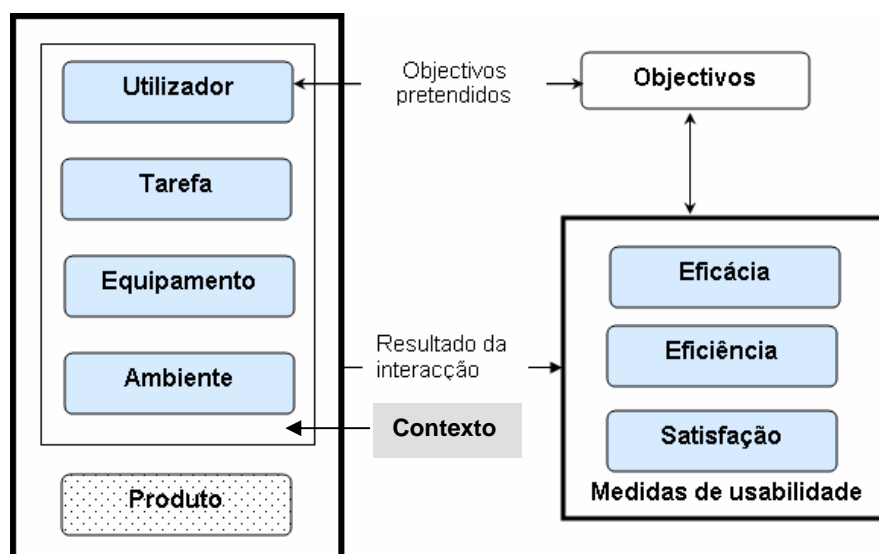 Utilizador
Tarefa
Equipamento
Ambiente
Produto
Objectivos
pretendidos
Resultado da
interacção
Contexto
Objectivos
Eficácia
Eficiência
Satisfação
Medidas de usabilidade